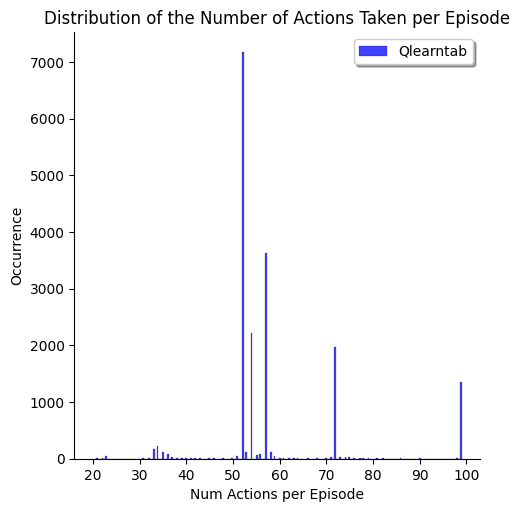 Distribution of the Number of Actions Taken per Episode
Qlearntab
7000
6000
5000
4000
3000
2000
1000
0
Occurrence
20 30 40 50 60 70 80 90 100
Num Actions per Episode